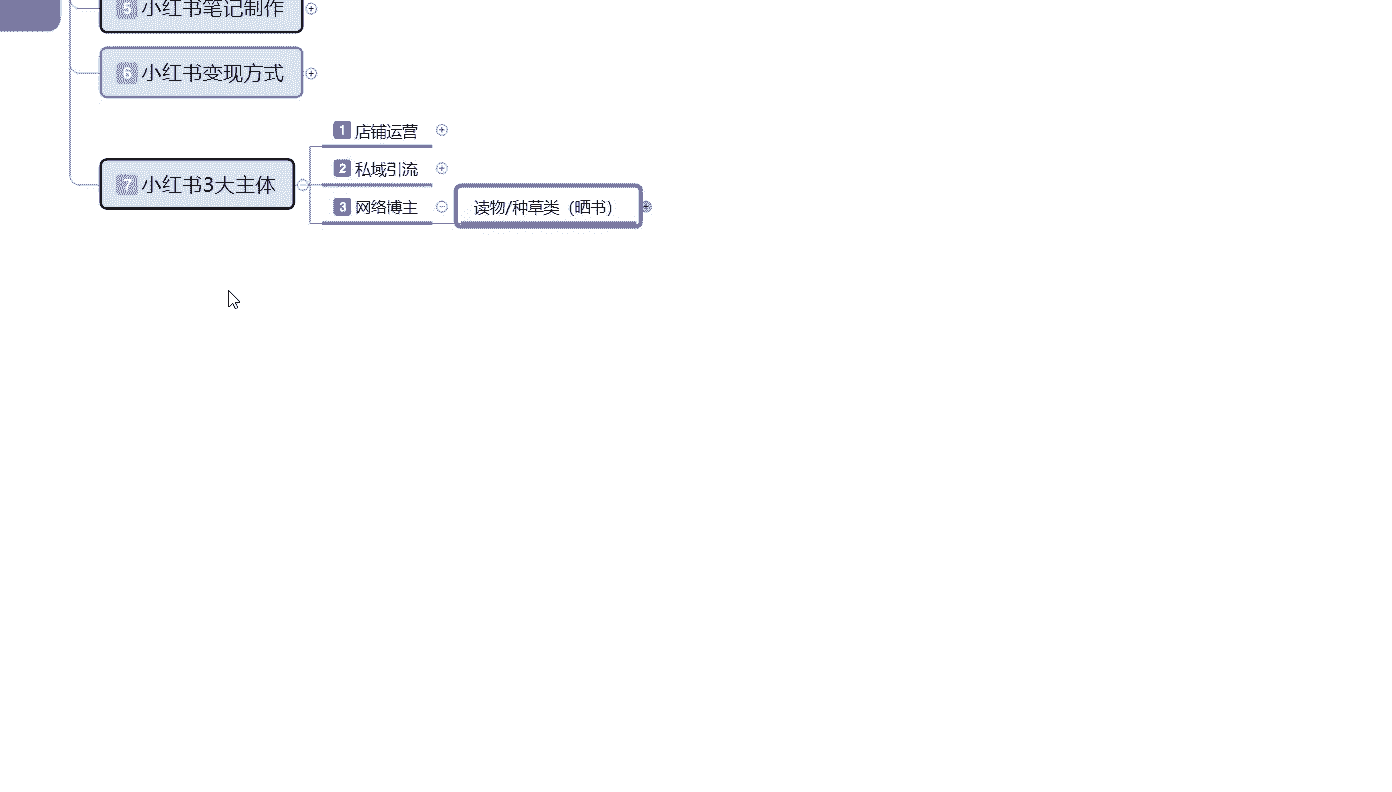 5 小红书笔记制作
6 小红书变现方式
7 小红书3大主体
1 店铺运营
2 私域引流
3 网络博主
读物/种草类（晒书）